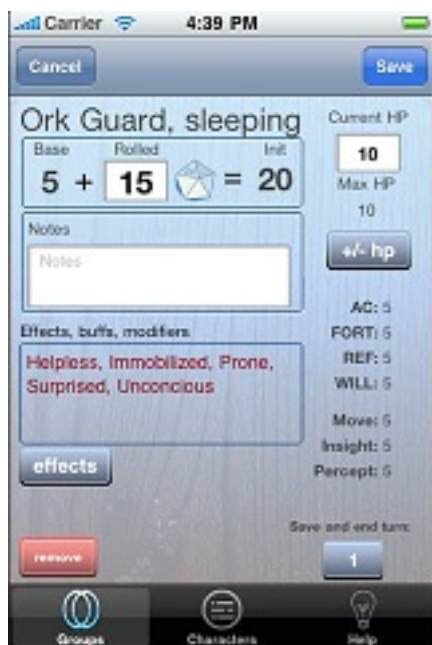 Carrier 4:39 PM
Cancel Save
Ork Guard, sleeping
Current HP
Base Rolled Init
5 + 15 = 20
10
Max HP
10
Notes
Notes
+/- hp
Effects, buffs, modifiers
Helpless, Immobilized, Prone,
Surprised, Unconcious
effects
AC: 5
FORT: 5
REF: 5
WILL: 5
Move: 5
Insight: 5
Percept: 5
Save and end turn:
remove
1
Groups Characters Help